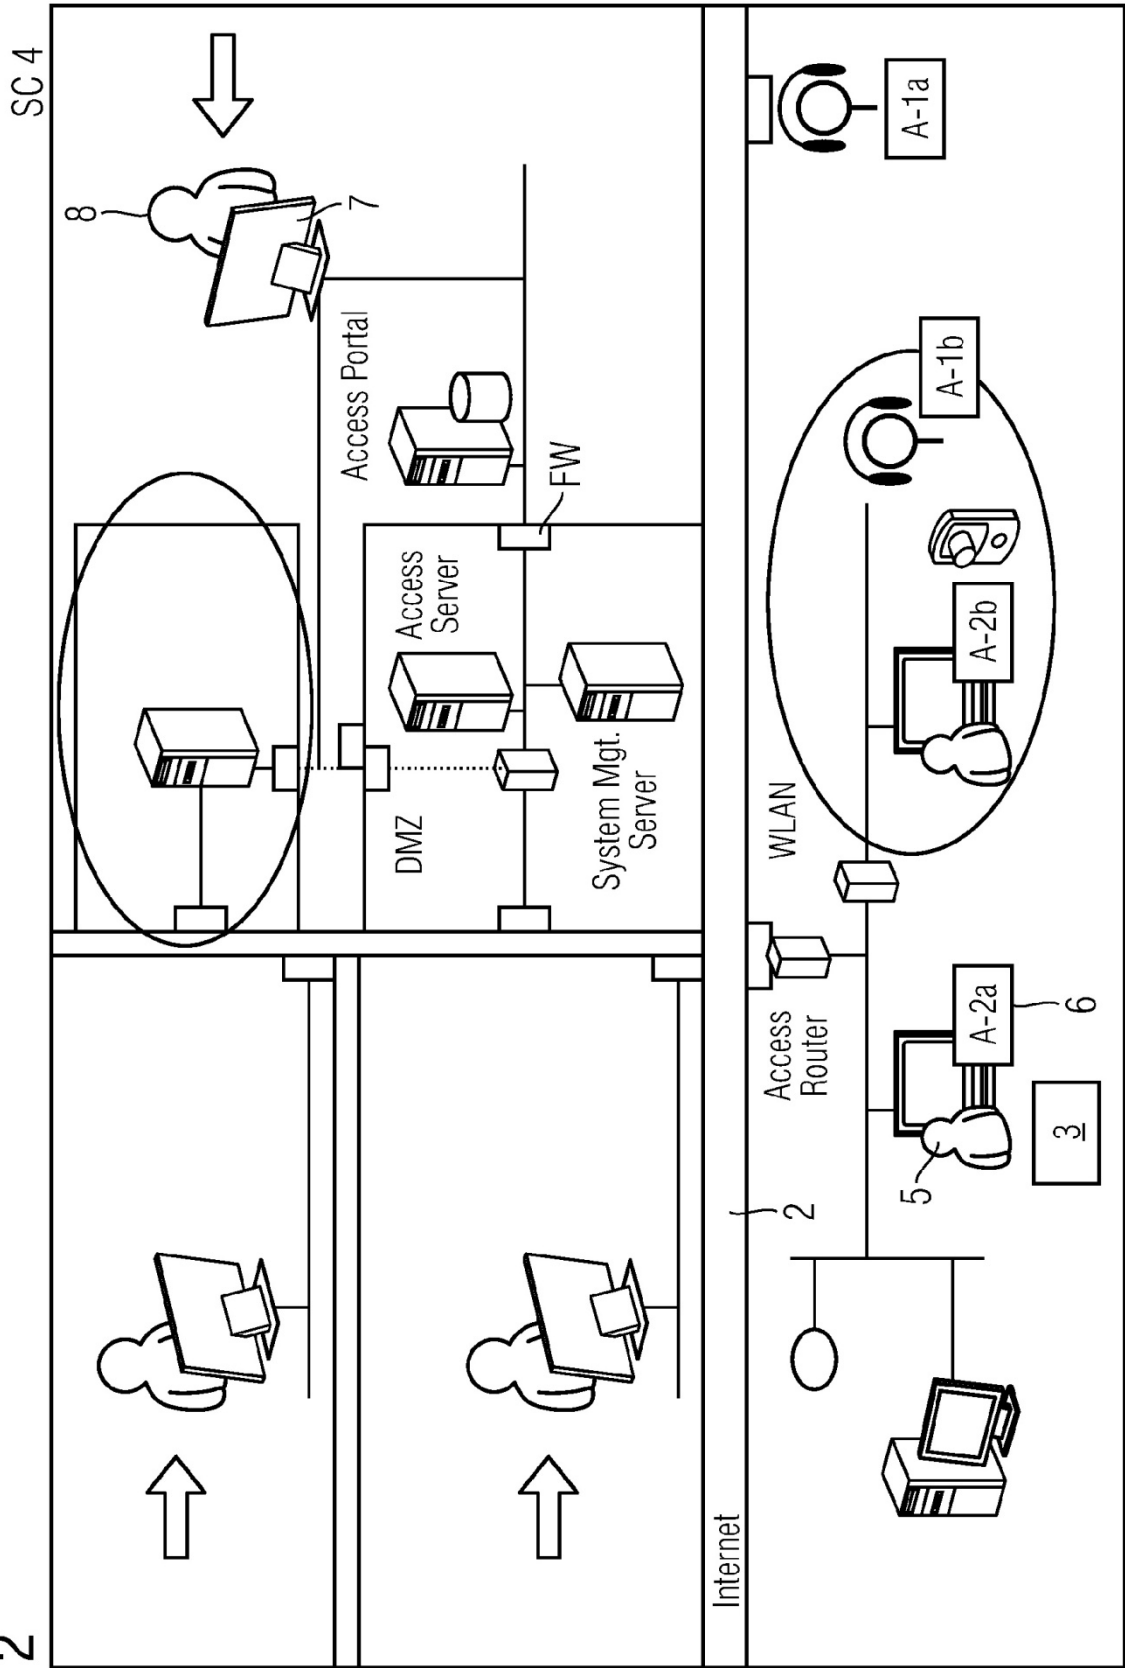 2
SC 4
8
7
Access Portal
FW
Access
Server
DMZ
System Mgt.
Server
Internet
2
Access
Router
WLAN
A-1a
A-1b
A-2b
A-2a
6
5
3